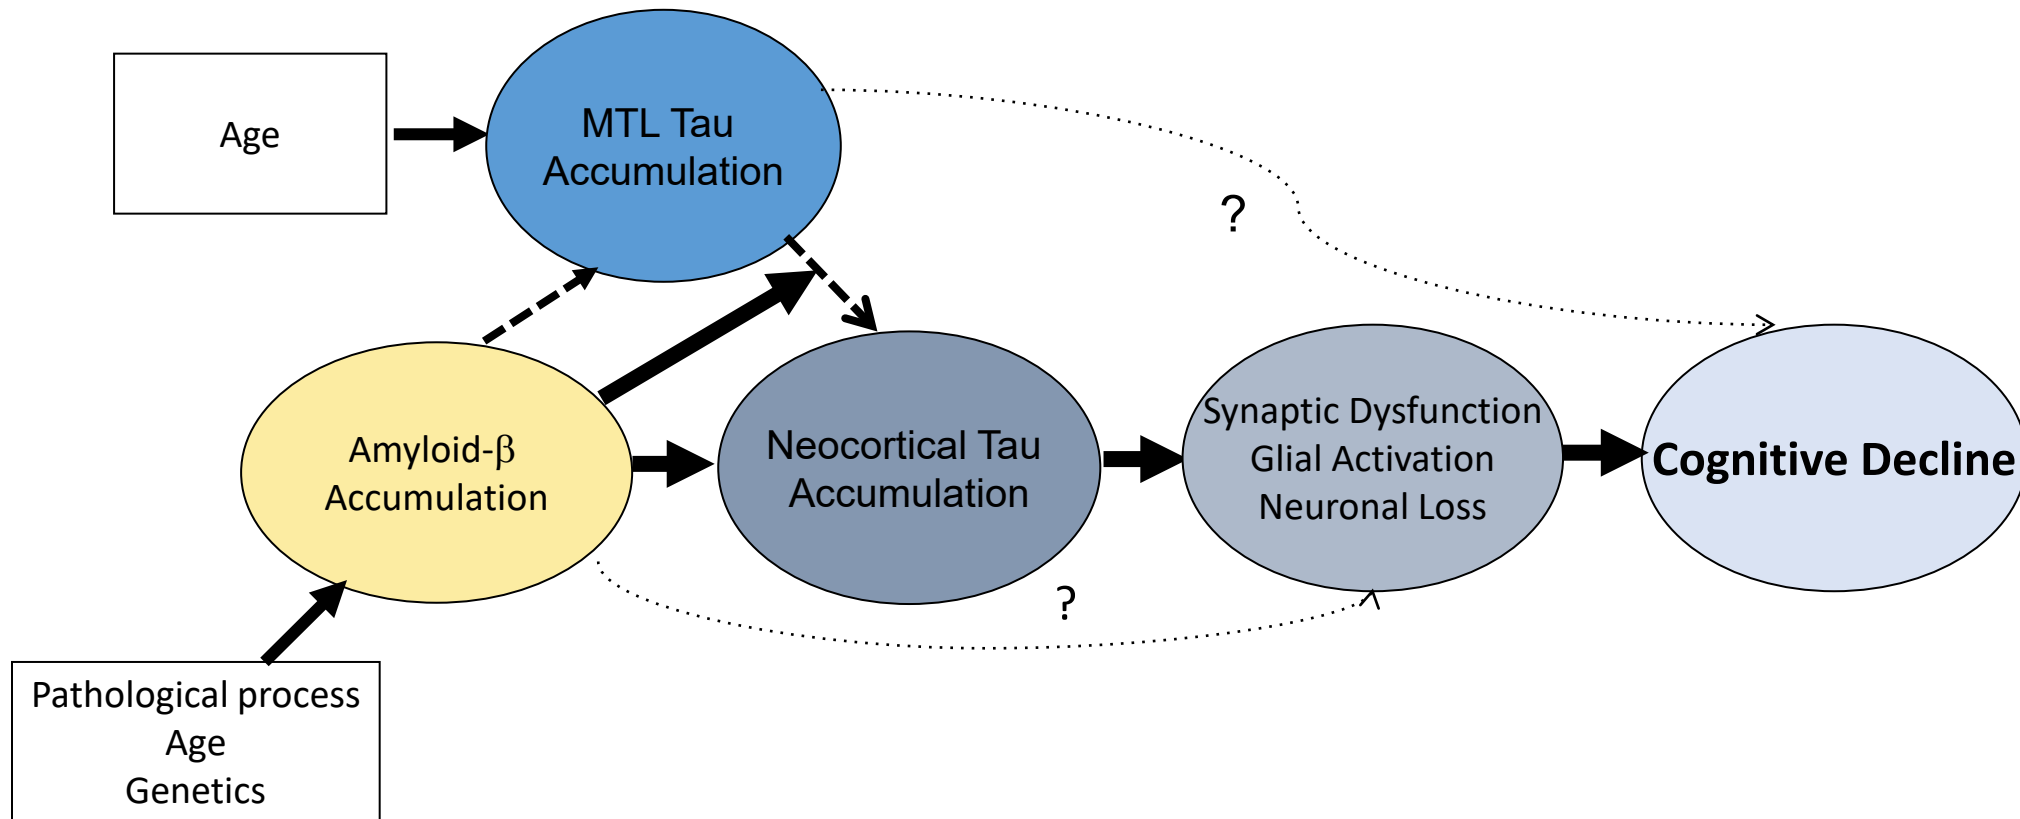 Age
MTL Tau
Accumulation
?
Amyloid-β
Accumulation
Neocortical Tau
Accumulation
Synaptic Dysfunction
Glial Activation
Neuronal Loss
Cognitive Decline
?
Pathological process
Age
Genetics